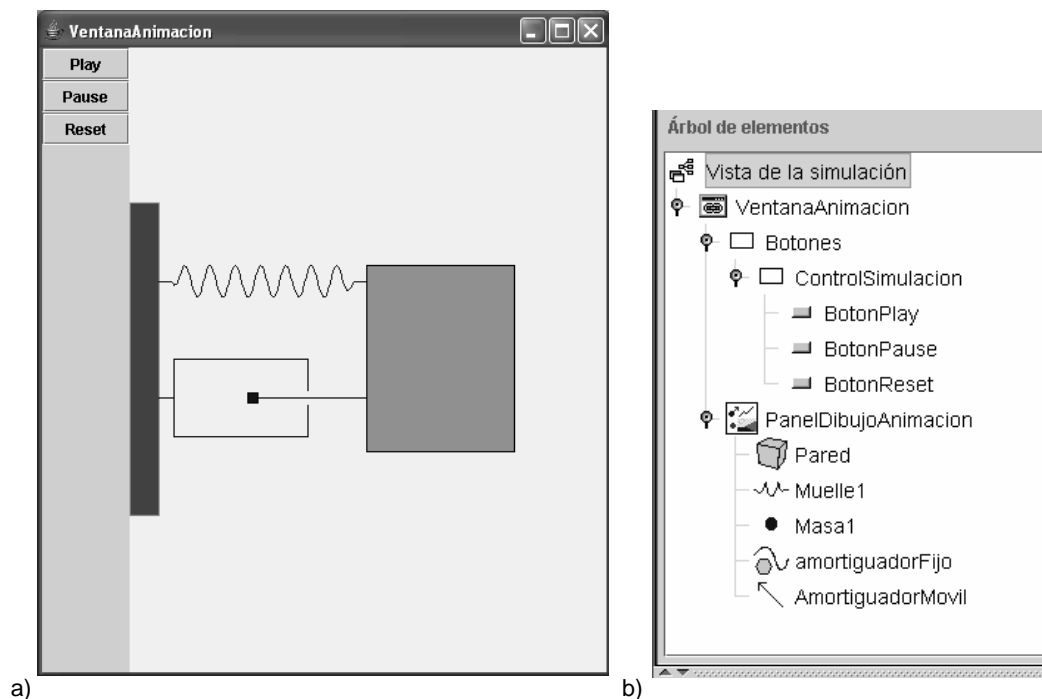 VentanaAnimacion
Play
Pause
Reset
a)
Árbol de elementos
Vista de la simulación
VentanaAnimacion
Botones
ControlSimulacion
BotonPlay
BotonPause
BotonReset
PanelDibujoAnimacion
Pared
Muelle1
Masa1
amortiguadorFijo
AmortiguadorMovil
b)